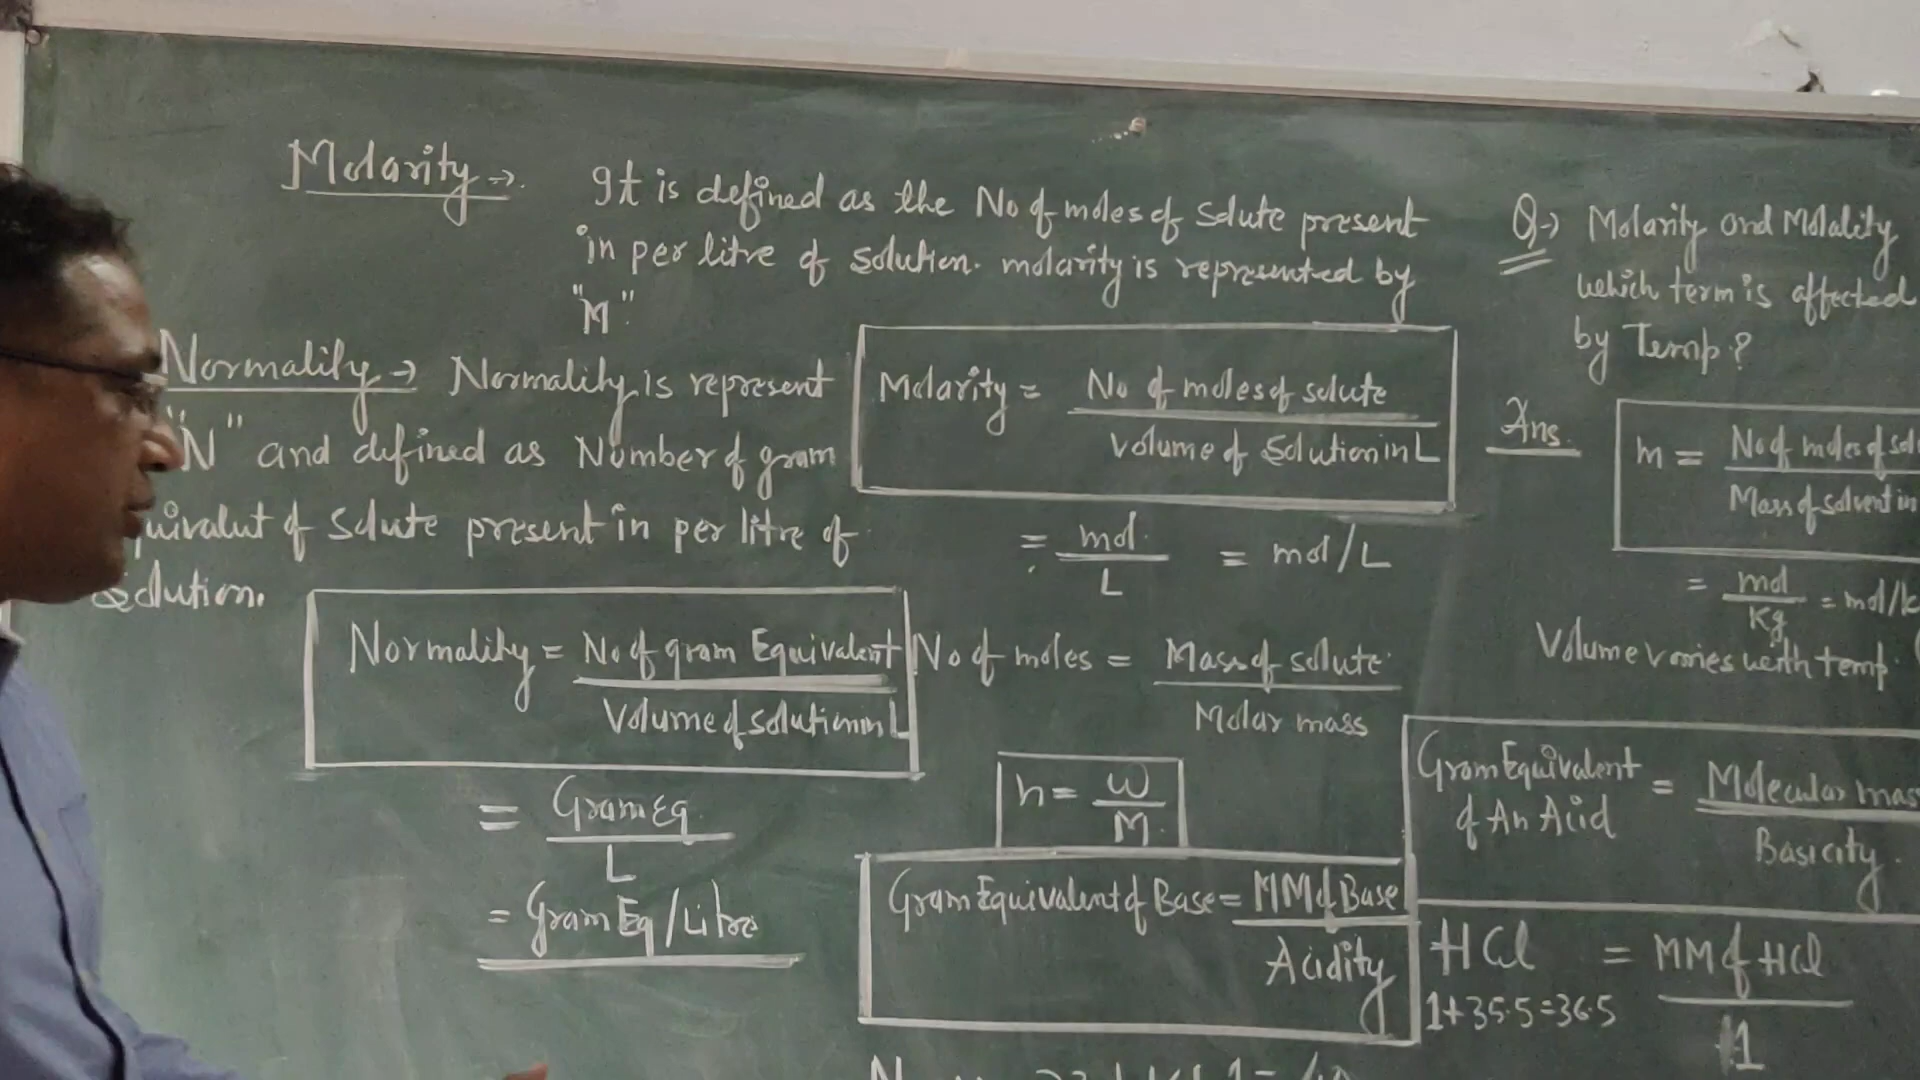 Molarity →.
It is defined as the No of moles of solute present
in per litre of solution. molarity is represented by
"M".
Normality → Normality is represent
"N" and defined as Number of gram
quivalut of Solute present in per litre of
Solution.
Molarity = No of moles of solute
Volume of Solution in L
= mol. = mol/L
L
Normality = No of gram Equivalent
Volume of solution in L
= Gram Eq.
L
= Gram Eq/Litre
No of moles = Mass of solute
Molar mass
n = w
M.
Gram Equivalent of Base = MM of Base
Acidity
Q→ Molarity and Molality
which term is affected
by Temp.?
Ans.
m = No of moles of sol
Mass of solvent in
= mol = mol/k
Kg
Volume varies with temp.
Gram Equivalent = Molecular mas
of An Acid Basicity.
HCl = MM of HCl
1+35.5=36.5
1